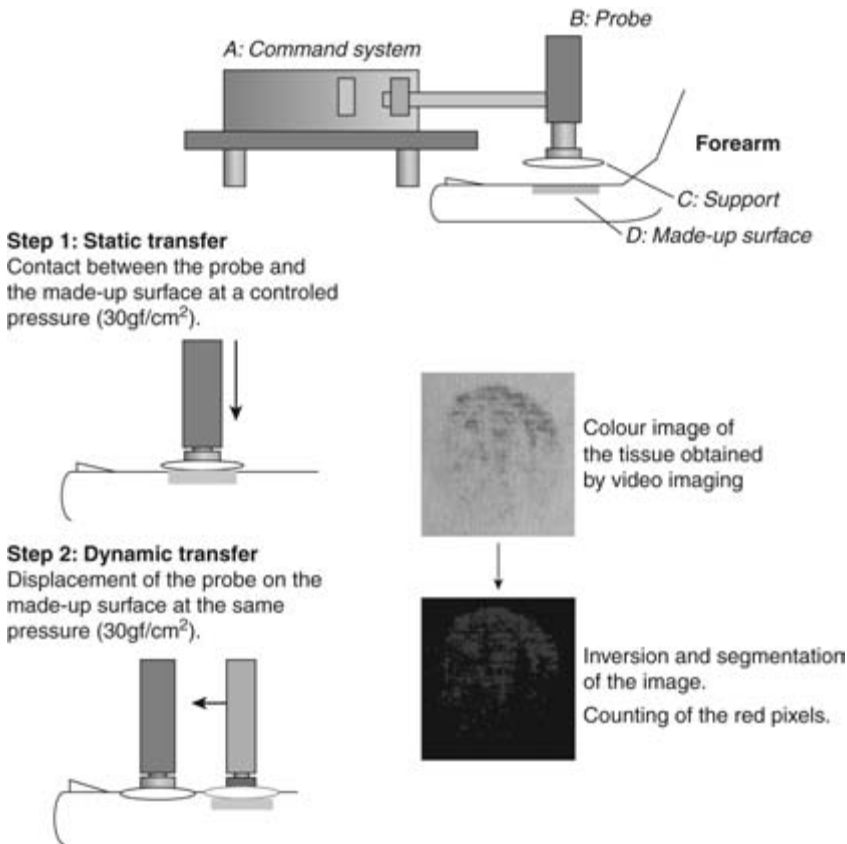 A: Command system
B: Probe
Forearm
C: Support
D: Made-up surface
Step 1: Static transfer
Contact between the probe and
the made-up surface at a controled
pressure (30gf/cm²).
Colour image of
the tissue obtained
by video imaging
Step 2: Dynamic transfer
Displacement of the probe on the
made-up surface at the same
pressure (30gf/cm²).
Inversion and segmentation
of the image.
Counting of the red pixels.